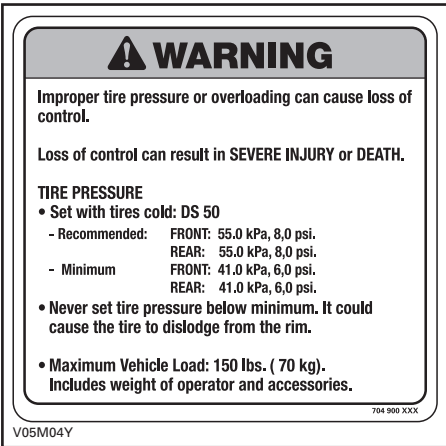 WARNING
Improper tire pressure or overloading can cause loss of
control.
Loss of control can result in SEVERE INJURY or DEATH.
TIRE PRESSURE
• Set with tires cold: DS 50
- Recommended: FRONT: 55.0 kPa, 8,0 psi.
REAR: 55.0 kPa, 8,0 psi.
- Minimum FRONT: 41.0 kPa, 6,0 psi.
REAR: 41.0 kPa, 6,0 psi.
• Never set tire pressure below minimum. It could
cause the tire to dislodge from the rim.
• Maximum Vehicle Load: 150 lbs. ( 70 kg).
Includes weight of operator and accessories.
704 900 XXX
V05M04Y